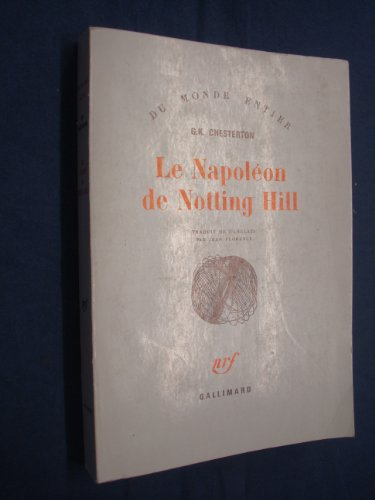 DU MONDE ENTIER
G.K. CHESTERTON
Le Napoléon
de Notting Hill
TRADUIT DE L'ANGLAIS
PAR JEAN FLORENCE
nrf
GALLIMARD